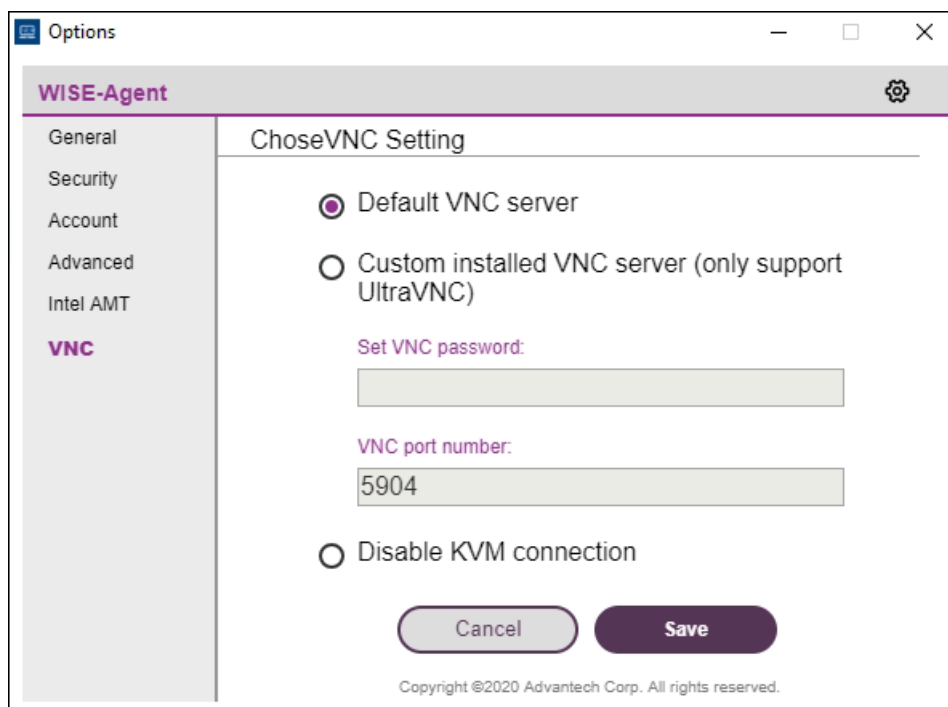 Options
WISE-Agent
General
Security
Account
Advanced
Intel AMT
VNC
ChoseVNC Setting
Default VNC server
Custom installed VNC server (only support
UltraVNC)
Set VNC password:
VNC port number:
5904
Disable KVM connection
Cancel
Save
Copyright ©2020 Advantech Corp. All rights reserved.